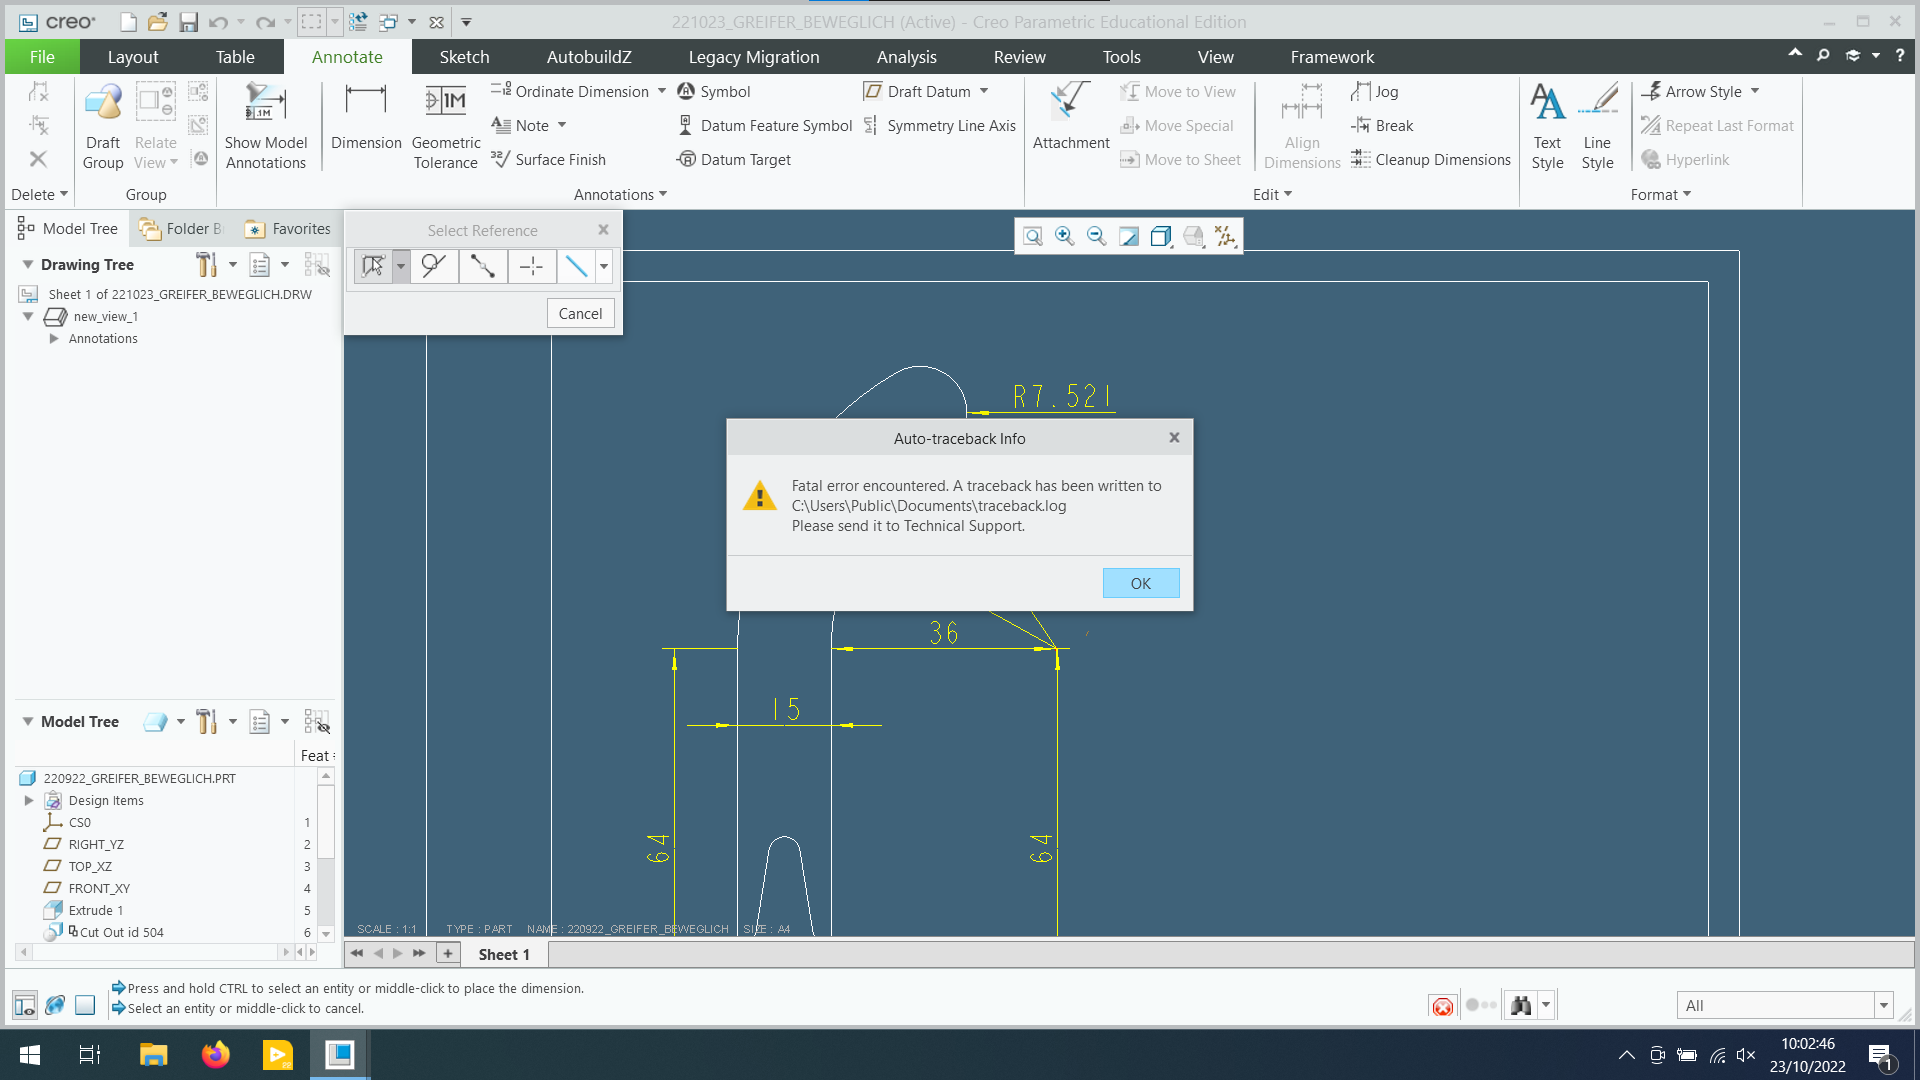 creo
221023_GREIFER_BEWEGLICH (Active) - Creo Parametric Educational Edition
File
Layout
Table
Annotate
Sketch
AutobuildZ
Legacy Migration
Analysis
Review
Tools
View
Framework
Draft Group
Relate View
Show Model Annotations
Dimension
Geometric Tolerance
Ordinate Dimension
Note
Surface Finish
Symbol
Datum Feature Symbol
Datum Target
Draft Datum
Symmetry Line Axis
Attachment
Move to View
Move Special
Move to Sheet
Align Dimensions
Jog
Break
Cleanup Dimensions
Text Style
Line Style
Arrow Style
Repeat Last Format
Hyperlink
Delete
Group
Annotations
Edit
Format
Model Tree
Folder B
Favorites
Select Reference
Cancel
Drawing Tree
Sheet 1 of 221023_GREIFER_BEWEGLICH.DRW
new_view_1
Annotations
R7.521
Auto-traceback Info
Fatal error encountered. A traceback has been written to
C:\Users\Public\Documents\traceback.log
Please send it to Technical Support.
OK
36
15
64
64
Model Tree
Feat
220922_GREIFER_BEWEGLICH.PRT
Design Items
CS0 1
RIGHT_YZ 2
TOP_XZ 3
FRONT_XY 4
Extrude 1 5
Cut Out id 504 6
SCALE : 1:1 TYPE : PART NAME : 220922_GREIFER_BEWEGLICH SIZE : A4
Sheet 1
Press and hold CTRL to select an entity or middle-click to place the dimension.
Select an entity or middle-click to cancel.
All
10:02:46
23/10/2022
1